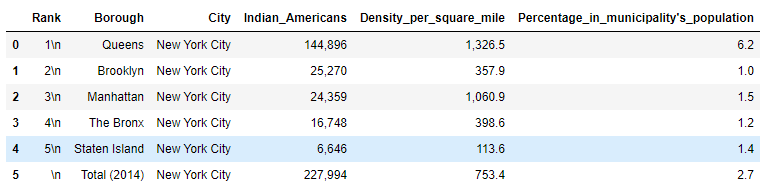 Rank Borough City Indian_Americans Density_per_square_mile Percentage_in_municipality's_population
0 1\n Queens New York City 144,896 1,326.5 6.2
1 2\n Brooklyn New York City 25,270 357.9 1.0
2 3\n Manhattan New York City 24,359 1,060.9 1.5
3 4\n The Bronx New York City 16,748 398.6 1.2
4 5\n Staten Island New York City 6,646 113.6 1.4
5 \n Total (2014) New York City 227,994 753.4 2.7